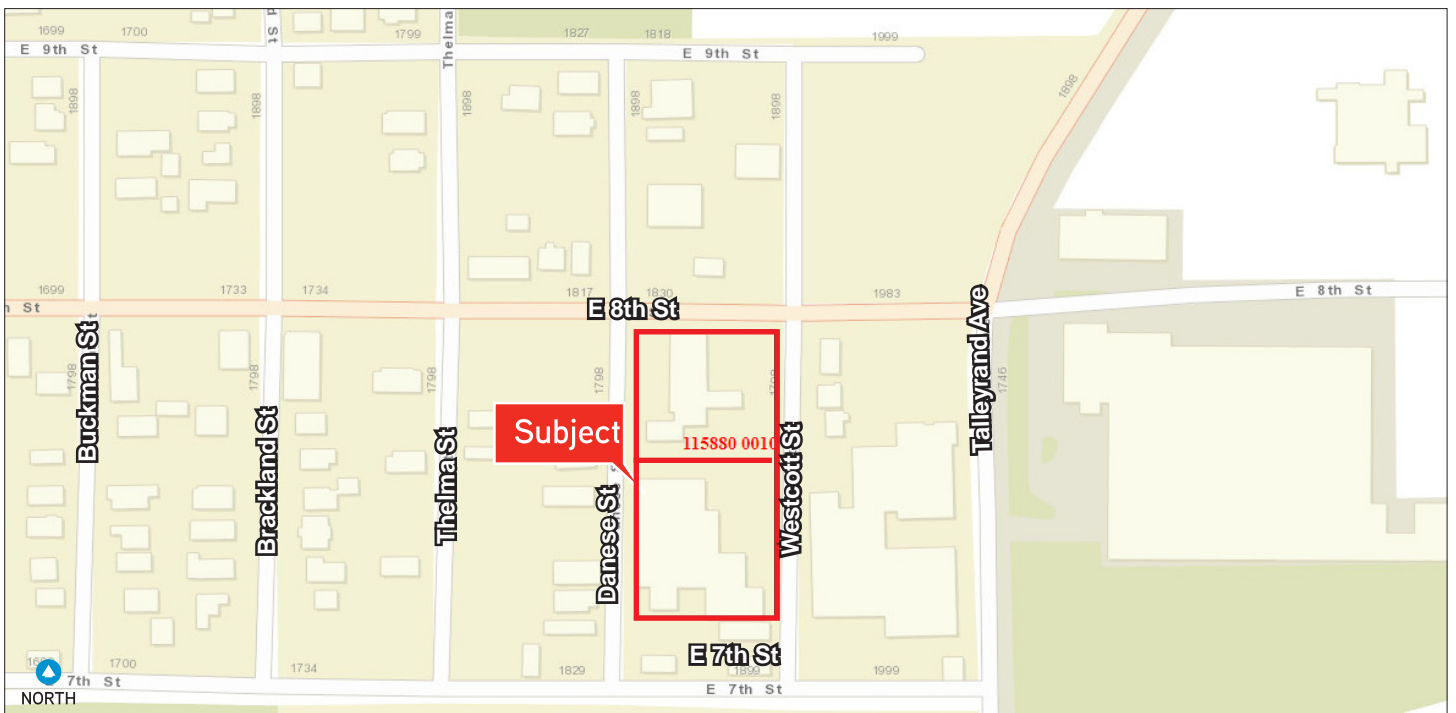 1699
1700
d St
1799
Thelma
1827
1818
1999
E 9th St
E 9th St
1898
1898
1898
1898
1898
1898
1699
1733
1734
1817
1830
1983
E 8th St
h St
E 8th St
Buckman St
1798
Brackland St
1798
Thelma St
1798
Danese St
1798
Westcott St
1798
Talleyrand Ave
1746
Subject
115880 0010
E 7th St
1700
1734
1829
1899
1999
7th St
E 7th St
NORTH